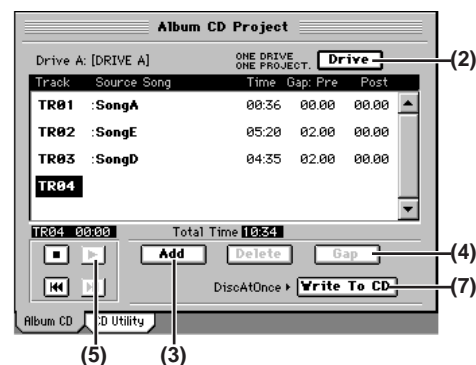 Album CD Project
Drive A: [DRIVE A]
ONE DRIVE
ONE PROJECT.
Drive
(2)
Track Source Song Time Gap: Pre Post
TR01 :SongA 00:36 00.00 00.00
TR02 :SongE 05:20 02.00 00.00
TR03 :SongD 04:35 02.00 00.00
TR04
TR04 00:00 Total Time 10:34
Add Delete Gap
(4)
DiscAtOnce Write To CD
(7)
Album CD CD Utility
(5) (3)